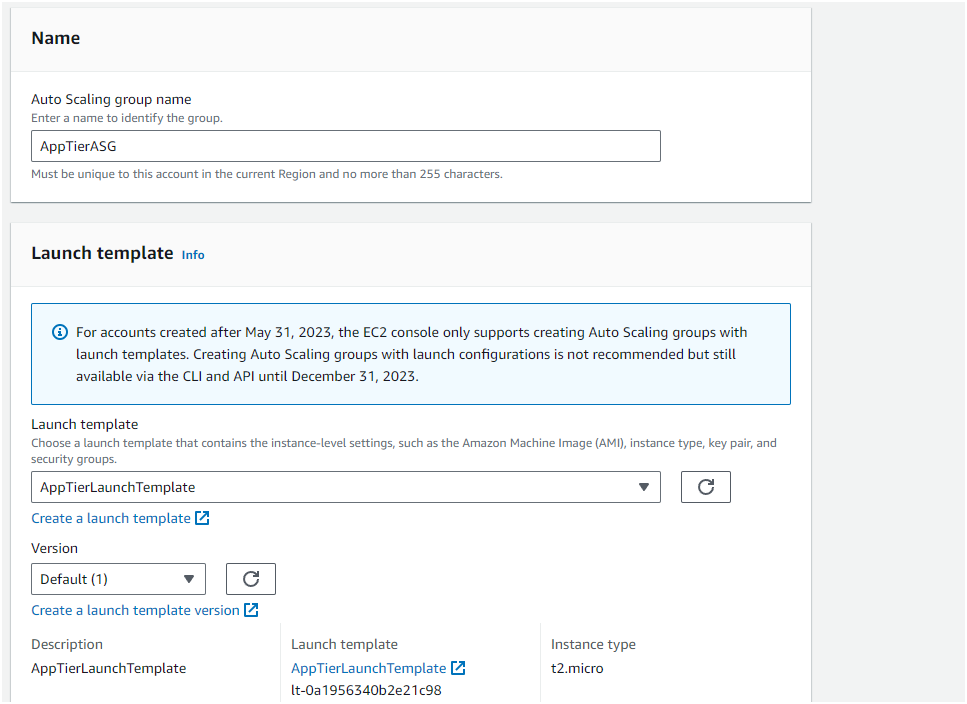 Name
Auto Scaling group name
Enter a name to identify the group.
AppTierASG
Must be unique to this account in the current Region and no more than 255 characters.
Launch template Info
For accounts created after May 31, 2023, the EC2 console only supports creating Auto Scaling groups with
launch templates. Creating Auto Scaling groups with launch configurations is not recommended but still
available via the CLI and API until December 31, 2023.
Launch template
Choose a launch template that contains the instance-level settings, such as the Amazon Machine Image (AMI), instance type, key pair, and
security groups.
AppTierLaunchTemplate
Create a launch template
Version
Default (1)
Create a launch template version
Description Launch template Instance type
AppTierLaunchTemplate AppTierLaunchTemplate t2.micro
lt-0a1956340b2e21c98